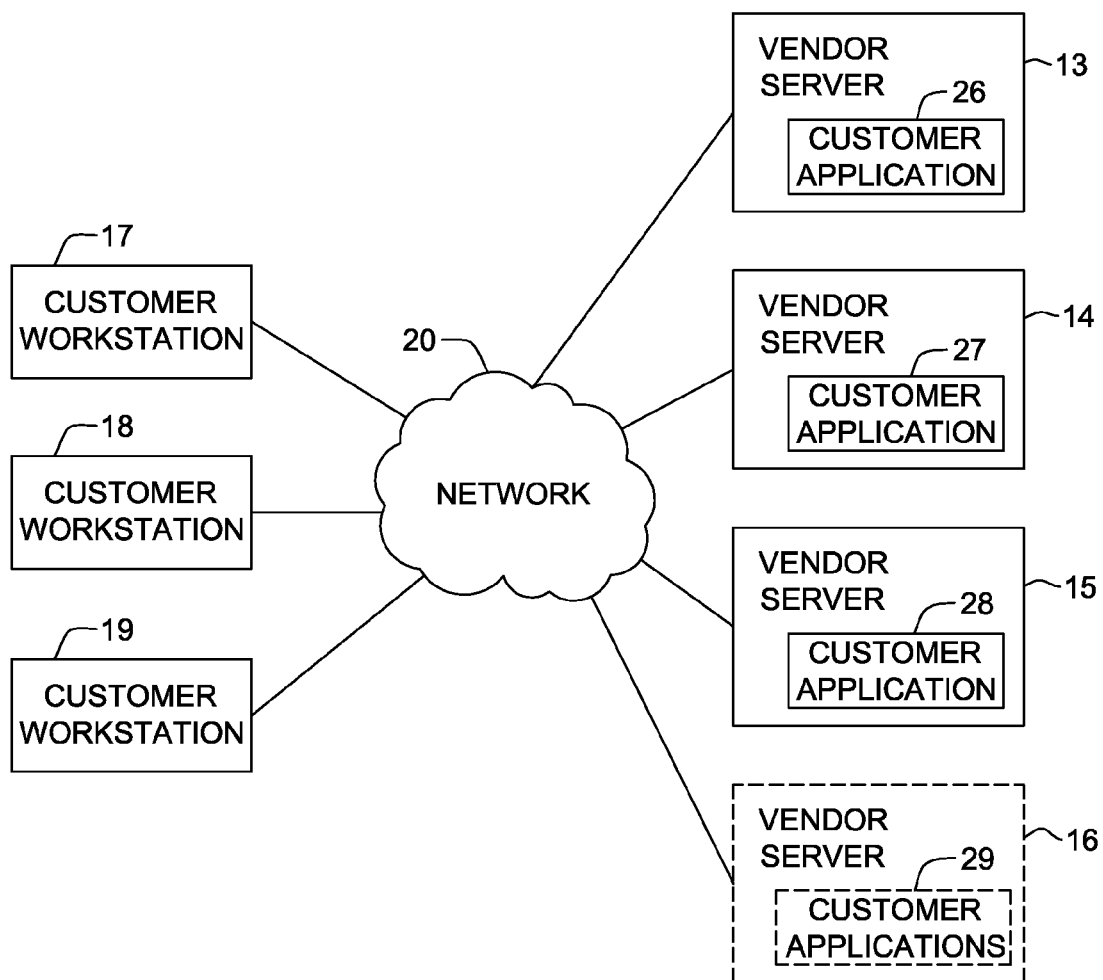 VENDOR
SERVER
13
26
CUSTOMER
APPLICATION
17
CUSTOMER
WORKSTATION
VENDOR
SERVER
14
27
CUSTOMER
APPLICATION
20
NETWORK
18
CUSTOMER
WORKSTATION
VENDOR
SERVER
15
28
CUSTOMER
APPLICATION
19
CUSTOMER
WORKSTATION
VENDOR
SERVER
16
29
CUSTOMER
APPLICATIONS